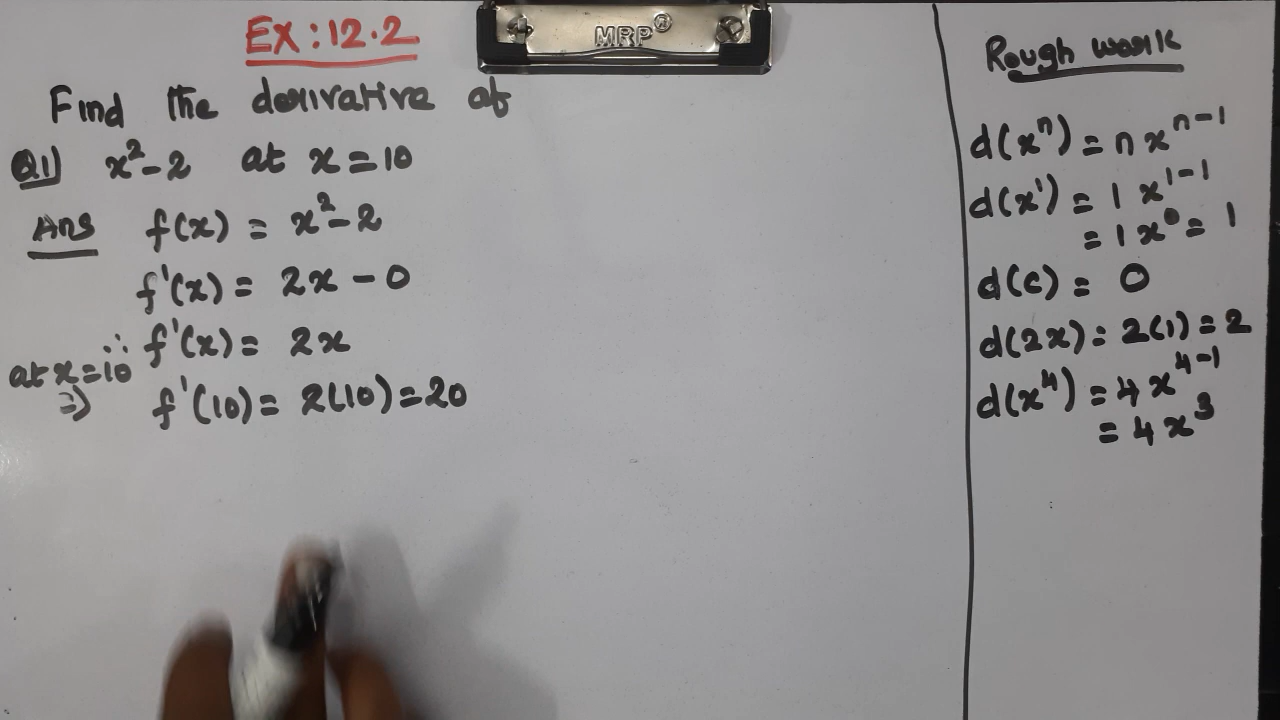 EX : 12.2
MRP®
Find the derivative of
Q1) x²-2 at x=10
Ans f(x) = x²-2
f'(x) = 2x - 0
∴ f'(x) = 2x
at x=10
⇒ f'(10) = 2(10) = 20
Rough work
d(xⁿ) = n xⁿ⁻¹
d(x¹) = 1 x¹⁻¹
= 1 x⁰ = 1
d(c) = 0
d(2x) = 2(1) = 2
d(x⁴) = 4 x⁴⁻¹
= 4 x³